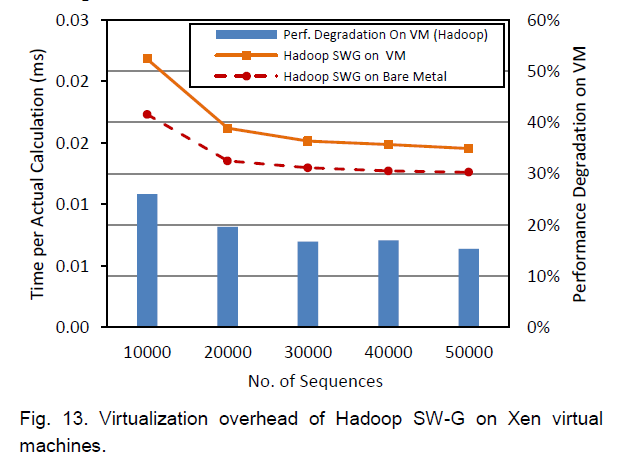 Time per Actual Calculation (ms)
0.03
0.02
0.02
0.01
0.01
0.00
Perf. Degradation On VM (Hadoop)
Hadoop SWG on VM
Hadoop SWG on Bare Metal
60%
50%
40%
30%
20%
10%
0%
Performance Degradation on VM
10000 20000 30000 40000 50000
No. of Sequences
Fig. 13. Virtualization overhead of Hadoop SW-G on Xen virtual
machines.